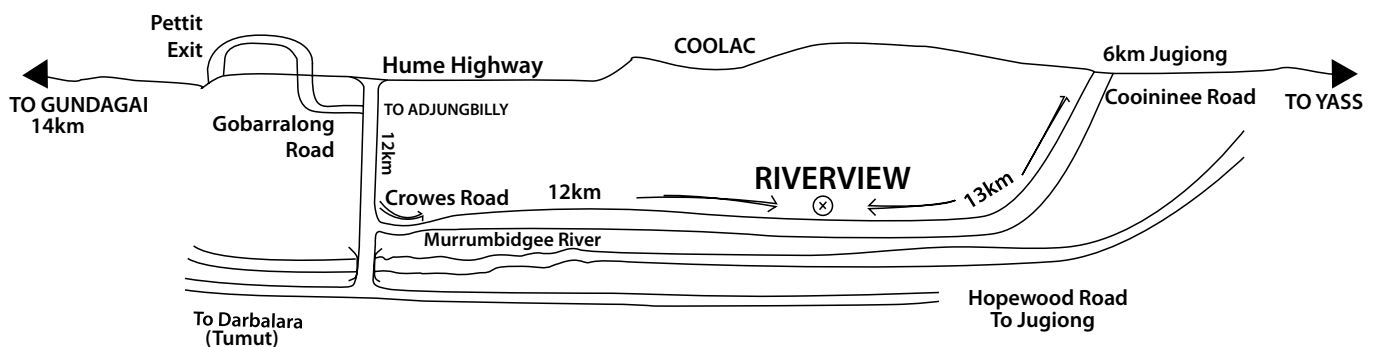 Pettit
Exit
COOLAC
Hume Highway
6km Jugiong
TO GUNDAGAI
14km
TO ADJUNGBILLY
Cooininee Road
TO YASS
Gobarralong
Road
12km
RIVERVIEW
Crowes Road
12km
13km
Murrumbidgee River
Hopewood Road
To Jugiong
To Darbalara
(Tumut)